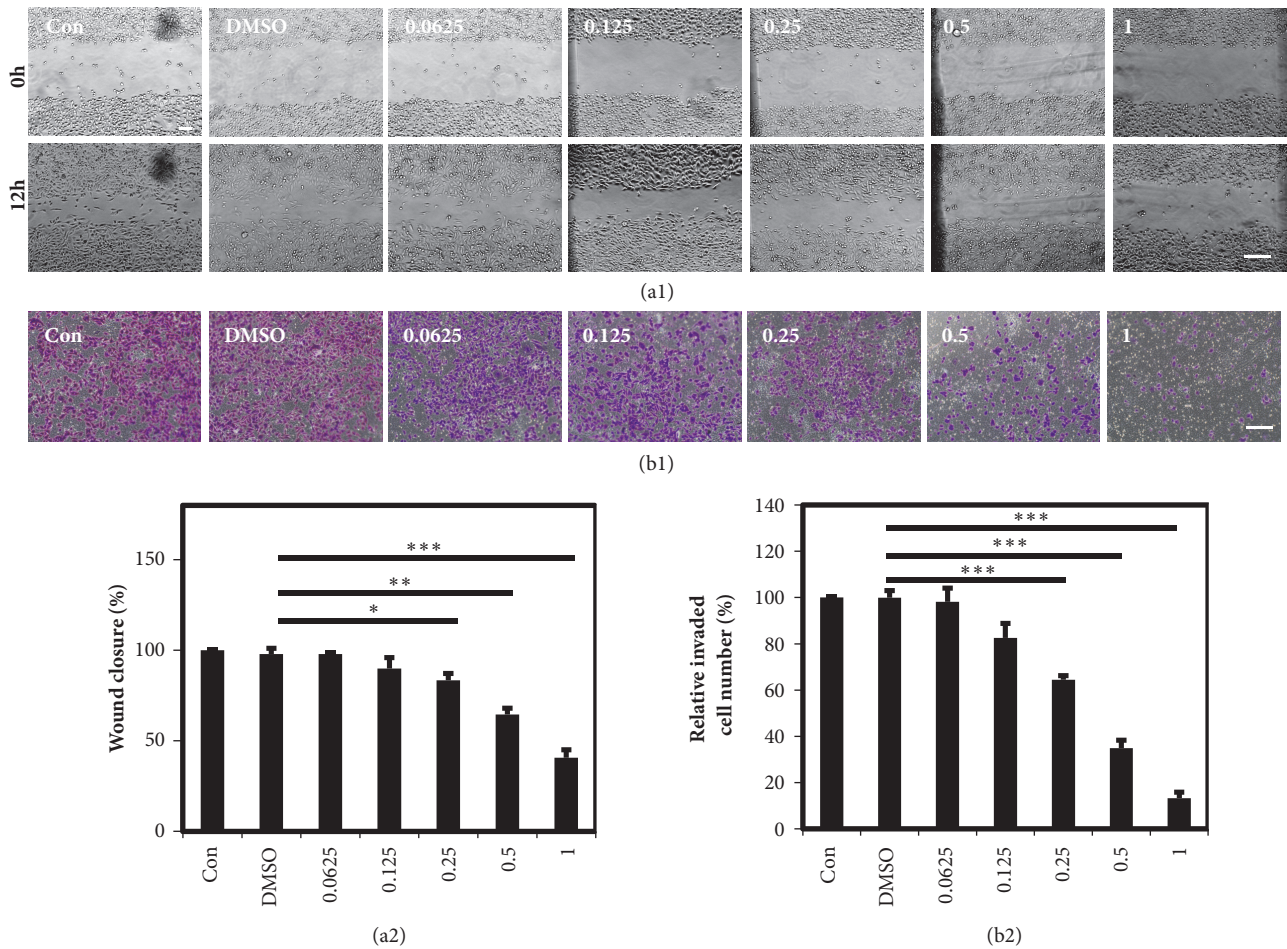 Con DMSO 0.0625 0.125 0.25 0.5 1
0h
12h
(a1)
Con DMSO 0.0625 0.125 0.25 0.5 1
(b1)
Wound closure (%)
150
100
50
0
***
**
*
Con DMSO 0.0625 0.125 0.25 0.5 1
(a2)
Relative invaded
cell number (%)
140
120
100
80
60
40
20
0
***
***
***
Con DMSO 0.0625 0.125 0.25 0.5 1
(b2)